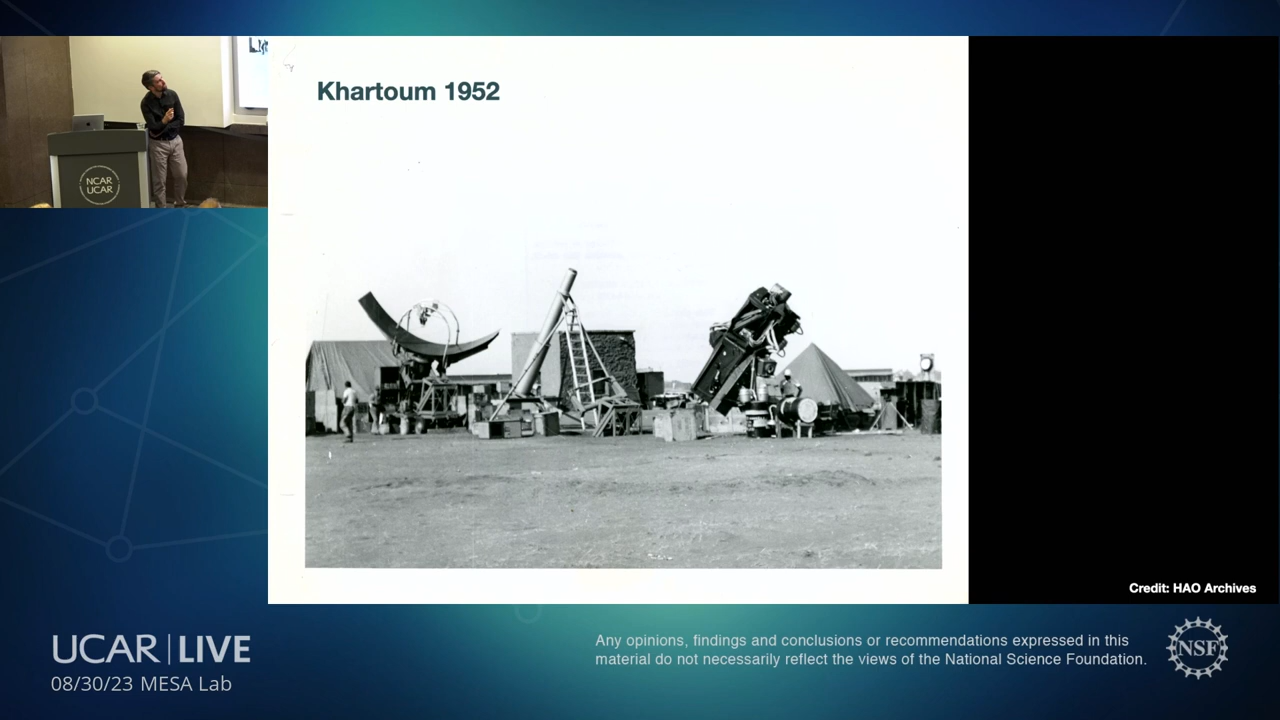 Khartoum 1952
NCAR
UCAR
Credit: HAO Archives
UCAR | LIVE
08/30/23 MESA Lab
Any opinions, findings and conclusions or recommendations expressed in this
material do not necessarily reflect the views of the National Science Foundation.
NSF